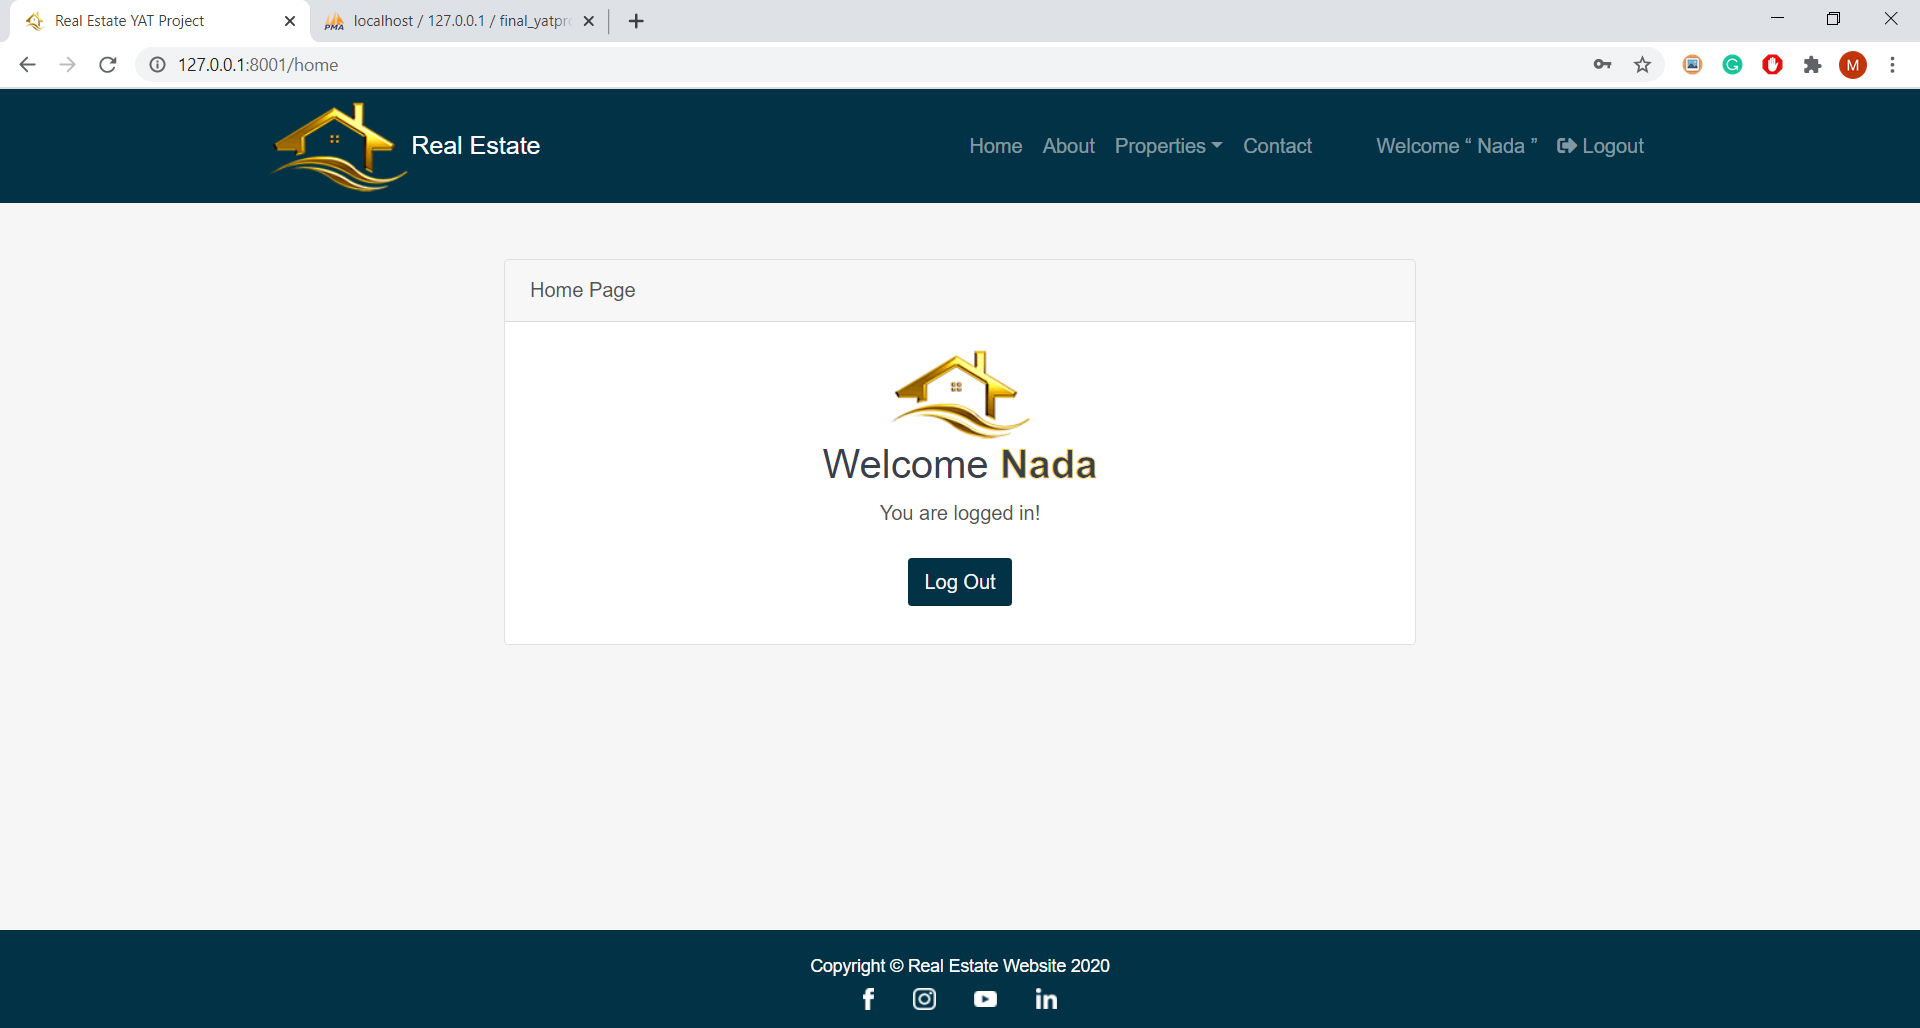 Real Estate YAT Project
localhost / 127.0.0.1 / final_yatpro
127.0.0.1:8001/home
M
Real Estate
Home About Properties Contact Welcome “ Nada ” Logout
Home Page
Welcome Nada
You are logged in!
Log Out
Copyright © Real Estate Website 2020